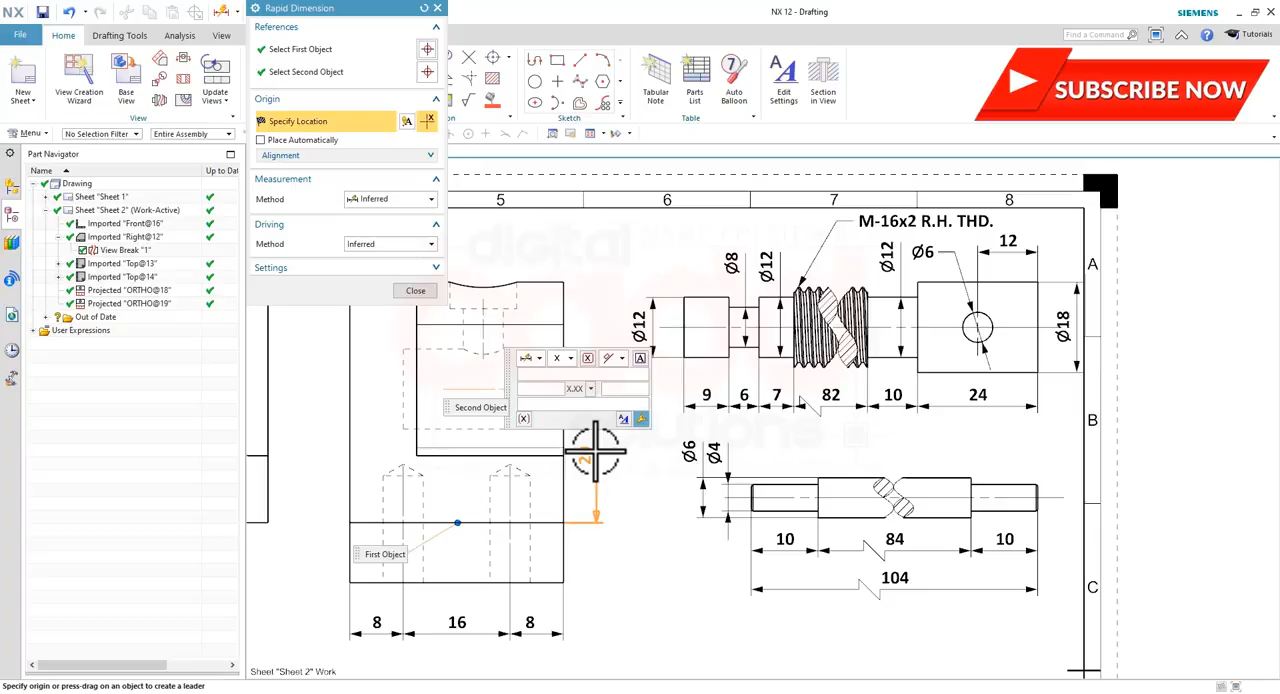 NX
Rapid Dimension
NX 12 - Drafting
SIEMENS
File
Home
Drafting Tools
Analysis
View
Find a Command
Tutorials
New
Sheet
View Creation
Wizard
Base
View
Update
Views
View
Sketch
Tabular
Note
Parts
List
Auto
Balloon
Table
Edit
Settings
Section
in View
SUBSCRIBE NOW
Menu
No Selection Filter
Entire Assembly
References
Select First Object
Select Second Object
Origin
Specify Location
Place Automatically
Alignment
Measurement
Method
Inferred
Driving
Method
Inferred
Settings
Close
Part Navigator
Name
Up to Dat
Drawing
Sheet "Sheet 1"
Sheet "Sheet 2" (Work-Active)
Imported "Front@16"
Imported "Right@12"
View Break "1"
Imported "Top@13"
Imported "Top@14"
Projected "ORTHO@18"
Projected "ORTHO@19"
Out of Date
User Expressions
5
6
7
8
A
B
C
M-16x2 R.H. THD.
Ø12
Ø8
Ø12
Ø12
Ø6
12
Ø18
9
6
7
82
10
24
Ø6
Ø4
10
84
10
104
X.XX
Second Object
First Object
8
16
8
digital
solutions
Sheet "Sheet 2" Work
Specify origin or press-drag on an object to create a leader